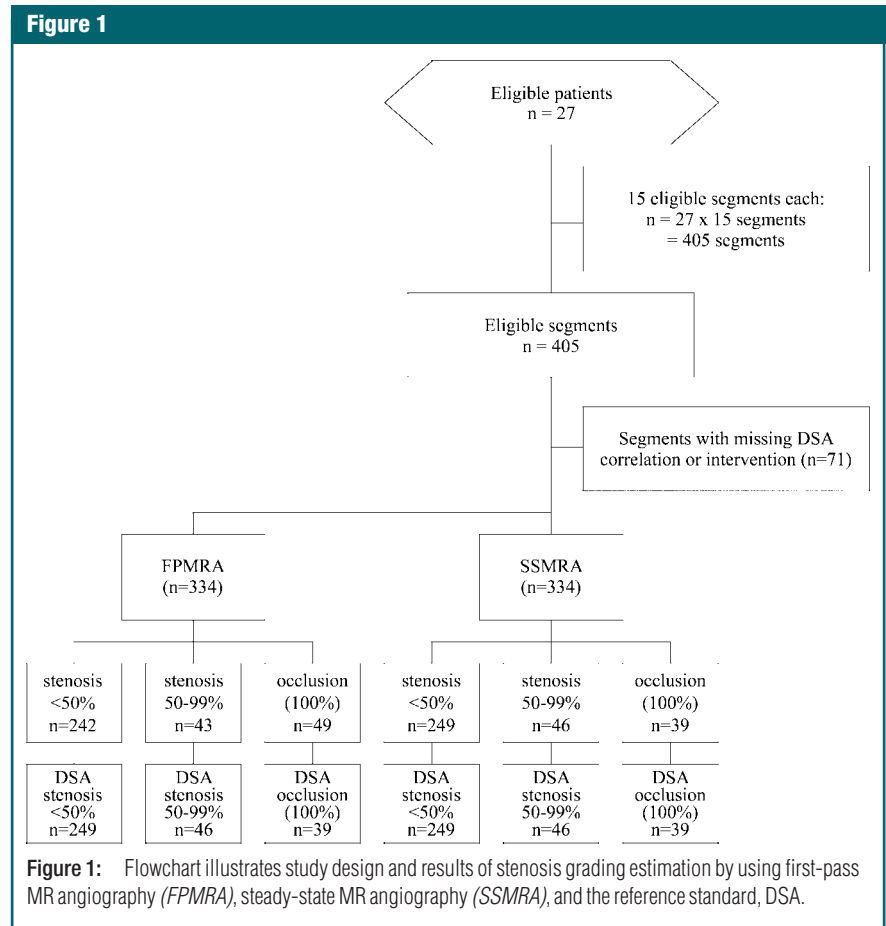 Figure 1
Eligible patients
n = 27
15 eligible segments each:
n = 27 x 15 segments
= 405 segments
Eligible segments
n = 405
Segments with missing DSA
correlation or intervention (n=71)
FPMRA
(n=334)
SSMRA
(n=334)
stenosis
<50%
n=242
stenosis
50-99%
n=43
occlusion
(100%)
n=49
stenosis
<50%
n=249
stenosis
50-99%
n=46
occlusion
(100%)
n=39
DSA
stenosis
<50%
n=249
DSA
stenosis
50-99%
n=46
DSA
occlusion
(100%)
n=39
DSA
stenosis
<50%
n=249
DSA
stenosis
50-99%
n=46
DSA
occlusion
(100%)
n=39
Figure 1: Flowchart illustrates study design and results of stenosis grading estimation by using first-pass
MR angiography (FPMRA), steady-state MR angiography (SSMRA), and the reference standard, DSA.